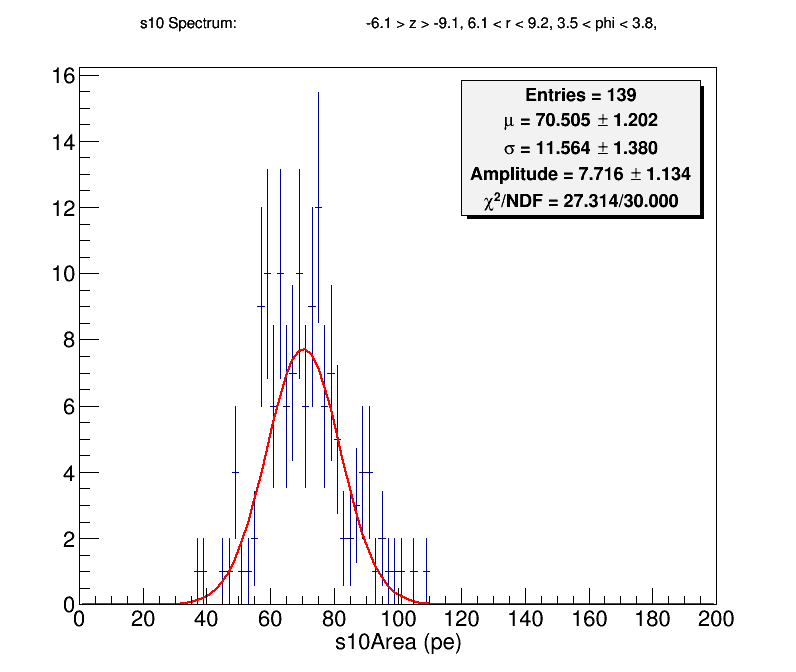 s10 Spectrum: -6.1 > z > -9.1, 6.1 < r < 9.2, 3.5 < phi < 3.8,
Entries = 139
μ = 70.505 ± 1.202
σ = 11.564 ± 1.380
Amplitude = 7.716 ± 1.134
χ²/NDF = 27.314/30.000
16
14
12
10
8
6
4
2
0
0 20 40 60 80 100 120 140 160 180 200
s10Area (pe)